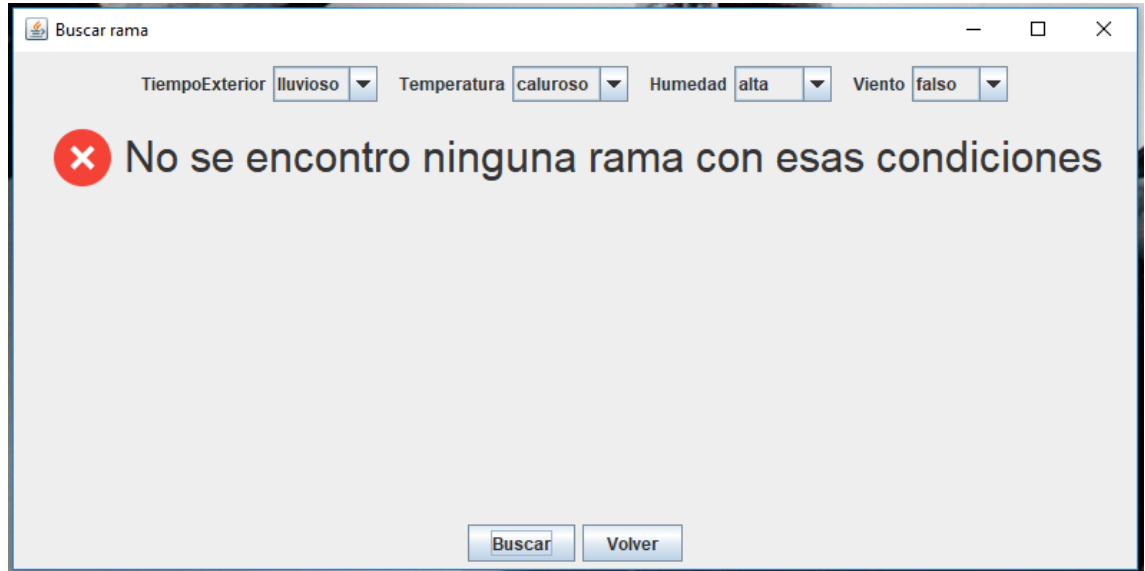 Buscar rama
TiempoExterior lluvioso Temperatura caluroso Humedad alta Viento falso
No se encontro ninguna rama con esas condiciones
Buscar Volver